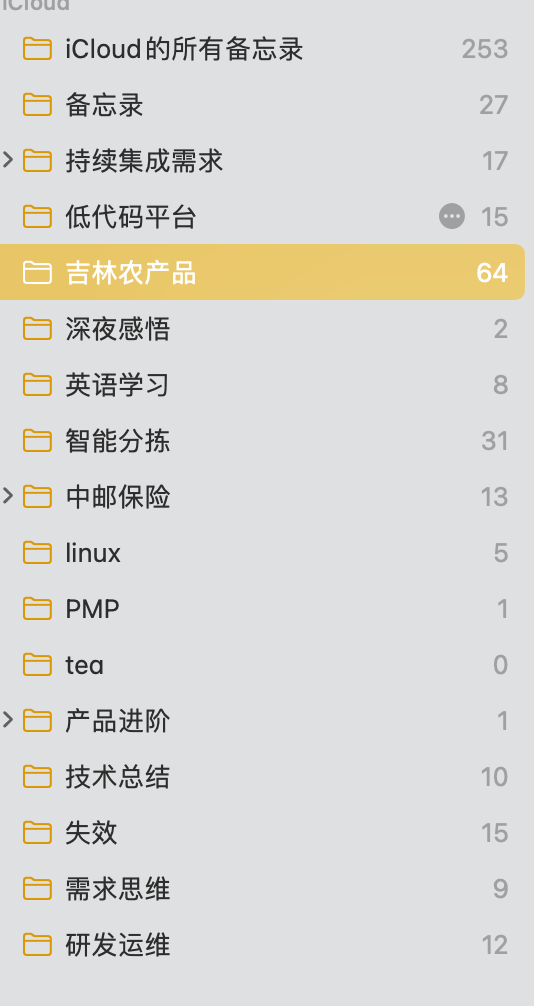 iCloud
iCloud的所有备忘录 253
备忘录 27
持续集成需求 17
低代码平台 15
吉林农产品 64
深夜感悟 2
英语学习 8
智能分拣 31
中邮保险 13
linux 5
PMP 1
tea 0
产品进阶 1
技术总结 10
失效 15
需求思维 9
研发运维 12